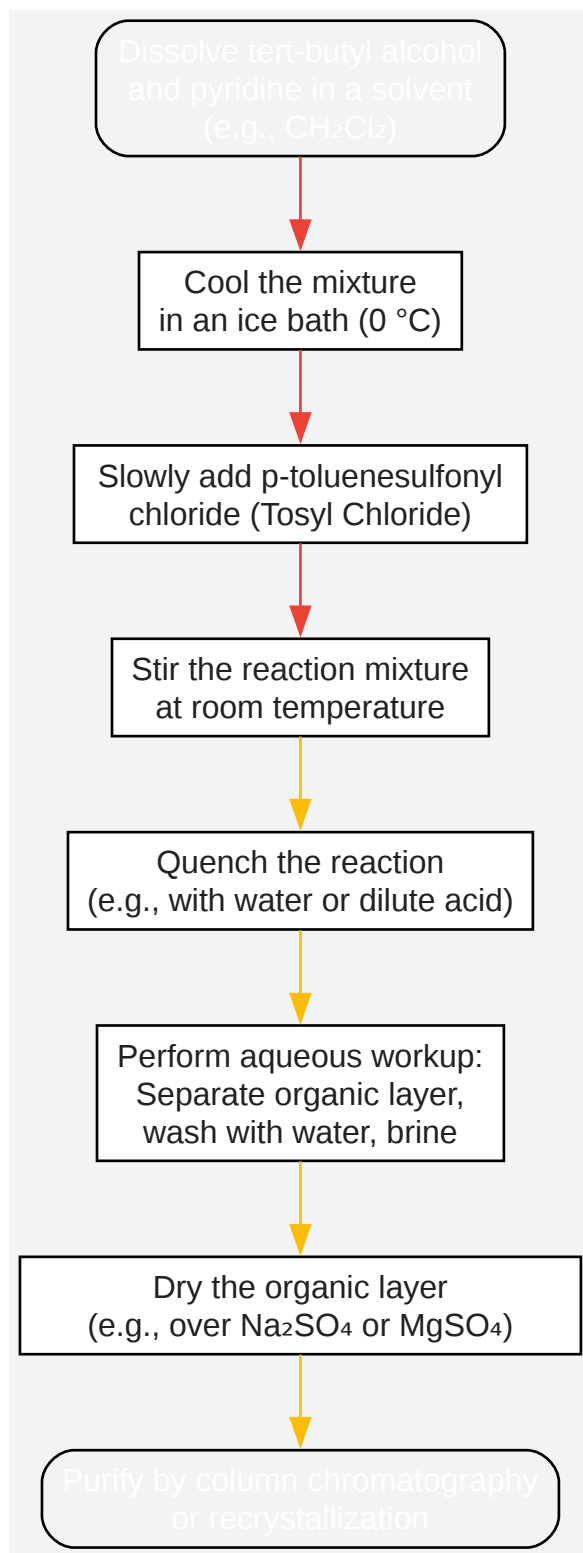 Dissolve tert-butyl alcohol
and pyridine in a solvent
(e.g., CH₂Cl₂)
Cool the mixture
in an ice bath (0 °C)
Slowly add p-toluenesulfonyl
chloride (Tosyl Chloride)
Stir the reaction mixture
at room temperature
Quench the reaction
(e.g., with water or dilute acid)
Perform aqueous workup:
Separate organic layer,
wash with water, brine
Dry the organic layer
(e.g., over Na₂SO₄ or MgSO₄)
Purify by column chromatography
or recrystallization